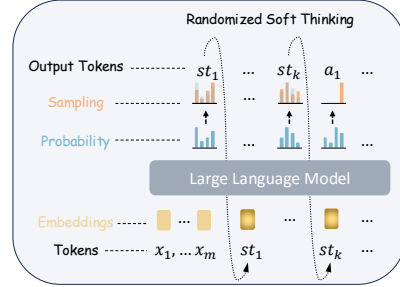 Randomized Soft Thinking
Output Tokens st₁ ... stₖ a₁ ...
Sampling ... ...
Probability ... ...
Large Language Model
Embeddings ... ... ...
Tokens x₁, ... xₘ st₁ ... stₖ ...